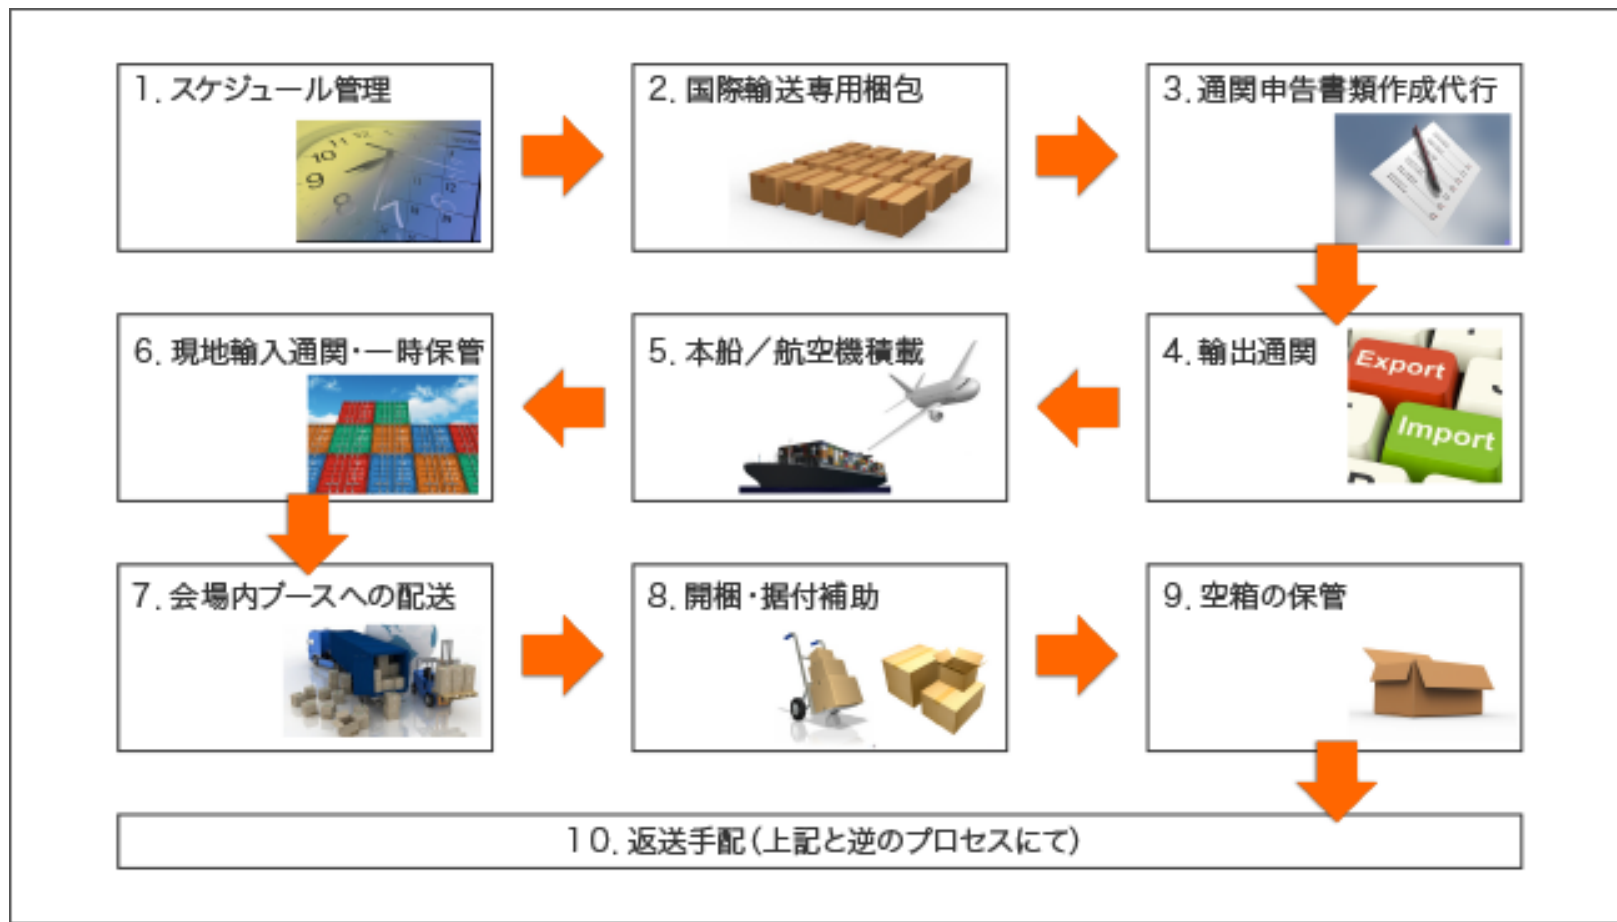 1. スケジュール管理
2. 国際輸送専用梱包
3. 通関申告書類作成代行
4. 輸出通関
Export
Import
5. 本船／航空機積載
6. 現地輸入通関・一時保管
7. 会場内ブースへの配送
8. 開梱・据付補助
9. 空箱の保管
10. 返送手配（上記と逆のプロセスにて）